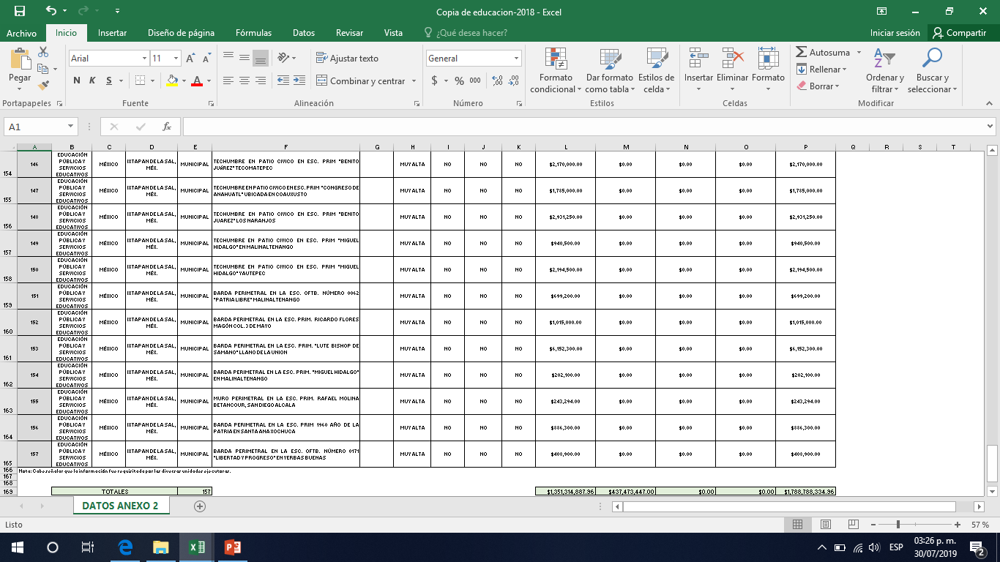 Copia de educacion-2018 - Excel
Archivo Inicio Insertar Diseño de página Fórmulas Datos Revisar Vista ¿Qué desea hacer? Iniciar sesión Compartir
Pegar Arial 11 Ajustar texto General Formato condicional Dar formato como tabla Estilos de celda Insertar Eliminar Formato Autosuma Rellenar Borrar Ordenar y filtrar Buscar y seleccionar
N K S Combinar y centrar $ % 000
Portapapeles Fuente Alineación Número Estilos Celdas Modificar
A1 fx
A B C D E F G H I J K L M N O P Q R S T
154 146 EDUCACIÓN PÚBLICA Y SERVICIOS EDUCATIVOS MÉXICO IXTAPAN DE LA SAL, MÉX. MUNICIPAL TECHUMBRE EN PATIO CIVICO EN ESC. PRIM "BENITO JUáREZ" TECOMATEPEC MUY ALTA NO NO NO $2,170,000.00 $0.00 $0.00 $0.00 $2,170,000.00
155 147 EDUCACIÓN PÚBLICA Y SERVICIOS EDUCATIVOS MÉXICO IXTAPAN DE LA SAL, MÉX. MUNICIPAL TECHUMBRE EN PATIO CIVICO EN ESC. PRIM "CONGRESO DE ANAHUATL" UBICADA EN COAXUSTO MUY ALTA NO NO NO $1,785,000.00 $0.00 $0.00 $0.00 $1,785,000.00
156 148 EDUCACIÓN PÚBLICA Y SERVICIOS EDUCATIVOS MÉXICO IXTAPAN DE LA SAL, MÉX. MUNICIPAL TECHUMBRE EN PATIO CIVICO EN ESC. PRIM "BENITO JUAREZ" LOS NARANJOS MUY ALTA NO NO NO $2,931,250.00 $0.00 $0.00 $0.00 $2,931,250.00
157 149 EDUCACIÓN PÚBLICA Y SERVICIOS EDUCATIVOS MÉXICO IXTAPAN DE LA SAL, MÉX. MUNICIPAL TECHUMBRE EN PATIO CIVICO EN ESC. PRIM "MIGUEL HIDALGO" EN MALINALTENANGO MUY ALTA NO NO NO $940,500.00 $0.00 $0.00 $0.00 $940,500.00
158 150 EDUCACIÓN PÚBLICA Y SERVICIOS EDUCATIVOS MÉXICO IXTAPAN DE LA SAL, MÉX. MUNICIPAL TECHUMBRE EN PATIO CIVICO EN ESC. PRIM "MIGUEL HIDALGO" YAUTEPEC MUY ALTA NO NO NO $2,194,500.00 $0.00 $0.00 $0.00 $2,194,500.00
159 151 EDUCACIÓN PÚBLICA Y SERVICIOS EDUCATIVOS MÉXICO IXTAPAN DE LA SAL, MÉX. MUNICIPAL BARDA PERIMETRAL EN LA ESC. OFTB. NÚMERO 0062 "PATRIA LIBRE" MALINALTENANGO MUY ALTA NO NO NO $699,200.00 $0.00 $0.00 $0.00 $699,200.00
160 152 EDUCACIÓN PÚBLICA Y SERVICIOS EDUCATIVOS MÉXICO IXTAPAN DE LA SAL, MÉX. MUNICIPAL BARDA PERIMETRAL EN LA ESC. PRIM. RICARDO FLORES MAGÓN COL. 3 DE MAYO MUY ALTA NO NO NO $1,015,000.00 $0.00 $0.00 $0.00 $1,015,000.00
161 153 EDUCACIÓN PÚBLICA Y SERVICIOS EDUCATIVOS MÉXICO IXTAPAN DE LA SAL, MÉX. MUNICIPAL BARDA PERIMETRAL EN LA ESC. PRIM. "LUTE BISHOP DE SAMANO" LLANO DE LA UNION MUY ALTA NO NO NO $6,152,300.00 $0.00 $0.00 $0.00 $6,152,300.00
162 154 EDUCACIÓN PÚBLICA Y SERVICIOS EDUCATIVOS MÉXICO IXTAPAN DE LA SAL, MÉX. MUNICIPAL BARDA PERIMETRAL EN LA ESC. PRIM. "MIGUEL HIDALGO" EN MALINALTENANGO MUY ALTA NO NO NO $202,100.00 $0.00 $0.00 $0.00 $202,100.00
163 155 EDUCACIÓN PÚBLICA Y SERVICIOS EDUCATIVOS MÉXICO IXTAPAN DE LA SAL, MÉX. MUNICIPAL MURO PERIMETRAL EN LA ESC. PRIM. RAFAEL MOLINA BETANCOUR, SAN DIEGO ALCALA MUY ALTA NO NO NO $243,294.00 $0.00 $0.00 $0.00 $243,294.00
164 156 EDUCACIÓN PÚBLICA Y SERVICIOS EDUCATIVOS MÉXICO IXTAPAN DE LA SAL, MÉX. MUNICIPAL BARDA PERIMETRAL EN LA ESC. PRIM 1960 AÑO DE LA PATRIA EN SANTA ANA XOCHUCA MUY ALTA NO NO NO $886,300.00 $0.00 $0.00 $0.00 $886,300.00
165 157 EDUCACIÓN PÚBLICA Y SERVICIOS EDUCATIVOS MÉXICO IXTAPAN DE LA SAL, MÉX. MUNICIPAL BARDA PERIMETRAL EN LA ESC. OFTB. NÚMERO 0171 "LIBERTAD Y PROGRESO" EN YERBAS BUENAS MUY ALTA NO NO NO $408,900.00 $0.00 $0.00 $0.00 $408,900.00
166 Nota: Cabe señalar que la información fue requisitada por las diversas unidades ejecutoras.
167
168
169 TOTALES 157 $1,351,314,887.96 $437,473,447.00 $0.00 $0.00 $1,788,788,334.96
DATOS ANEXO 2
Listo 57 %
ESP 03:26 p. m.
30/07/2019 2